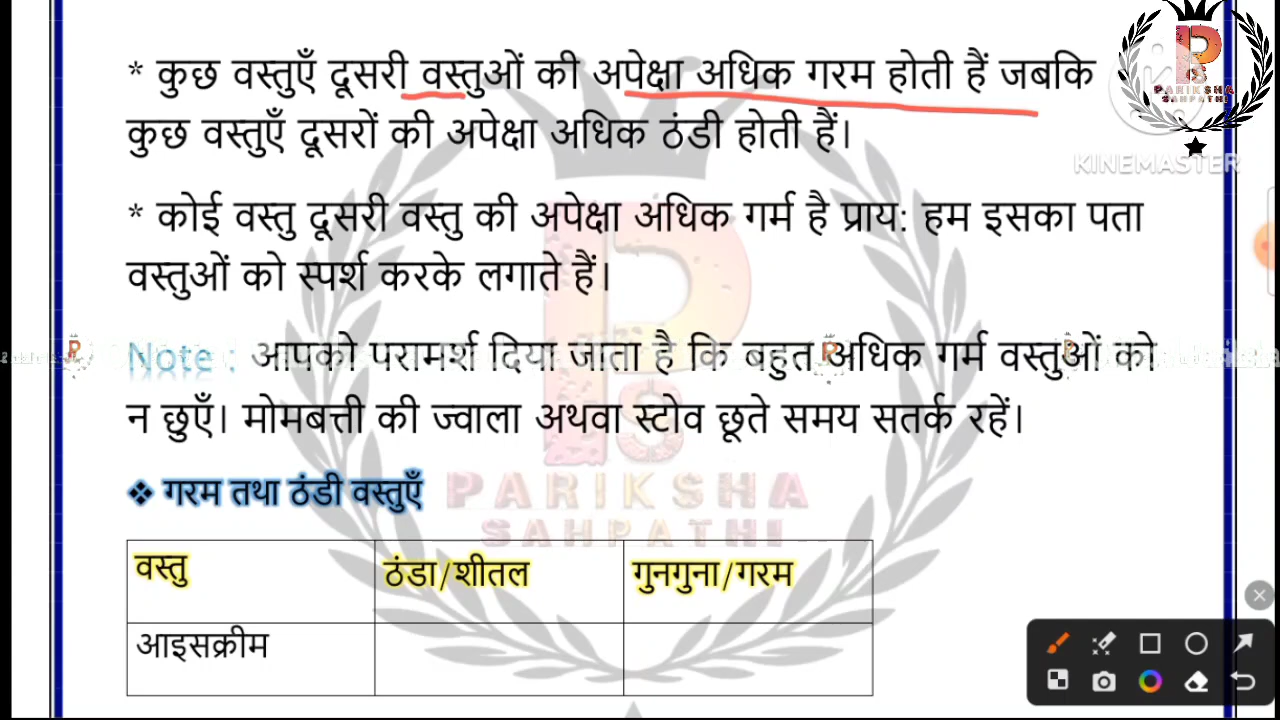 PARIKSHA
SAHPATHI
KINEMASTER
* कुछ वस्तुएँ दूसरी वस्तुओं की अपेक्षा अधिक गरम होती हैं जबकि
कुछ वस्तुएँ दूसरों की अपेक्षा अधिक ठंडी होती हैं।
* कोई वस्तु दूसरी वस्तु की अपेक्षा अधिक गर्म है प्राय: हम इसका पता
वस्तुओं को स्पर्श करके लगाते हैं।
Note : आपको परामर्श दिया जाता है कि बहुत अधिक गर्म वस्तुओं को
न छुएँ। मोमबत्ती की ज्वाला अथवा स्टोव छूते समय सतर्क रहें।
❖ गरम तथा ठंडी वस्तुएँ
PARIKSHA
SAHPATHI
वस्तु ठंडा/शीतल गुनगुना/गरम
आइसक्रीम